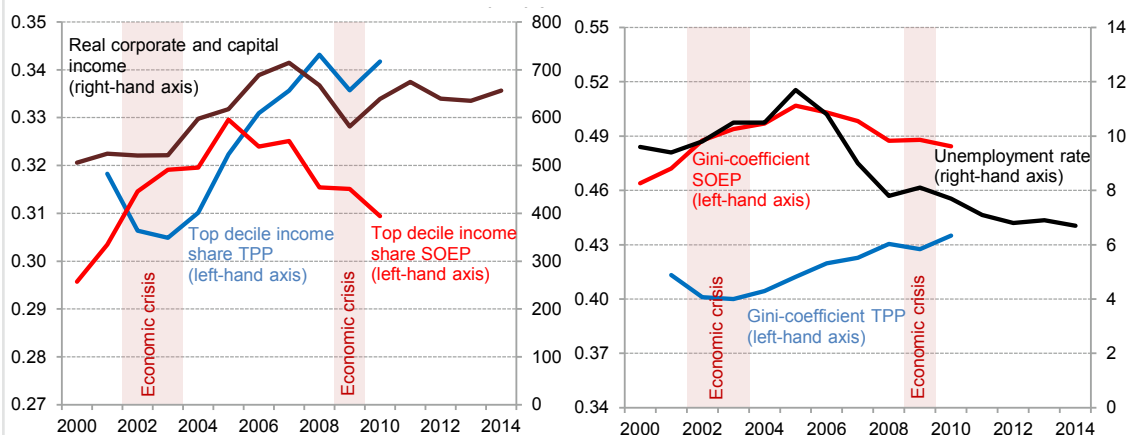 0.35
0.34
0.33
0.32
0.31
0.30
0.29
0.28
0.27
800
700
600
500
400
300
200
100
0
2000 2002 2004 2006 2008 2010 2012 2014
Real corporate and capital
income
(right-hand axis)
Top decile income
share TPP
(left-hand axis)
Top decile income
share SOEP
(left-hand axis)
Economic crisis
Economic crisis
0.55
0.52
0.49
0.46
0.43
0.40
0.37
0.34
14
12
10
8
6
4
2
0
2000 2002 2004 2006 2008 2010 2012 2014
Gini-coefficient
SOEP
(left-hand axis)
Unemployment rate
(right-hand axis)
Gini-coefficient TPP
(left-hand axis)
Economic crisis
Economic crisis